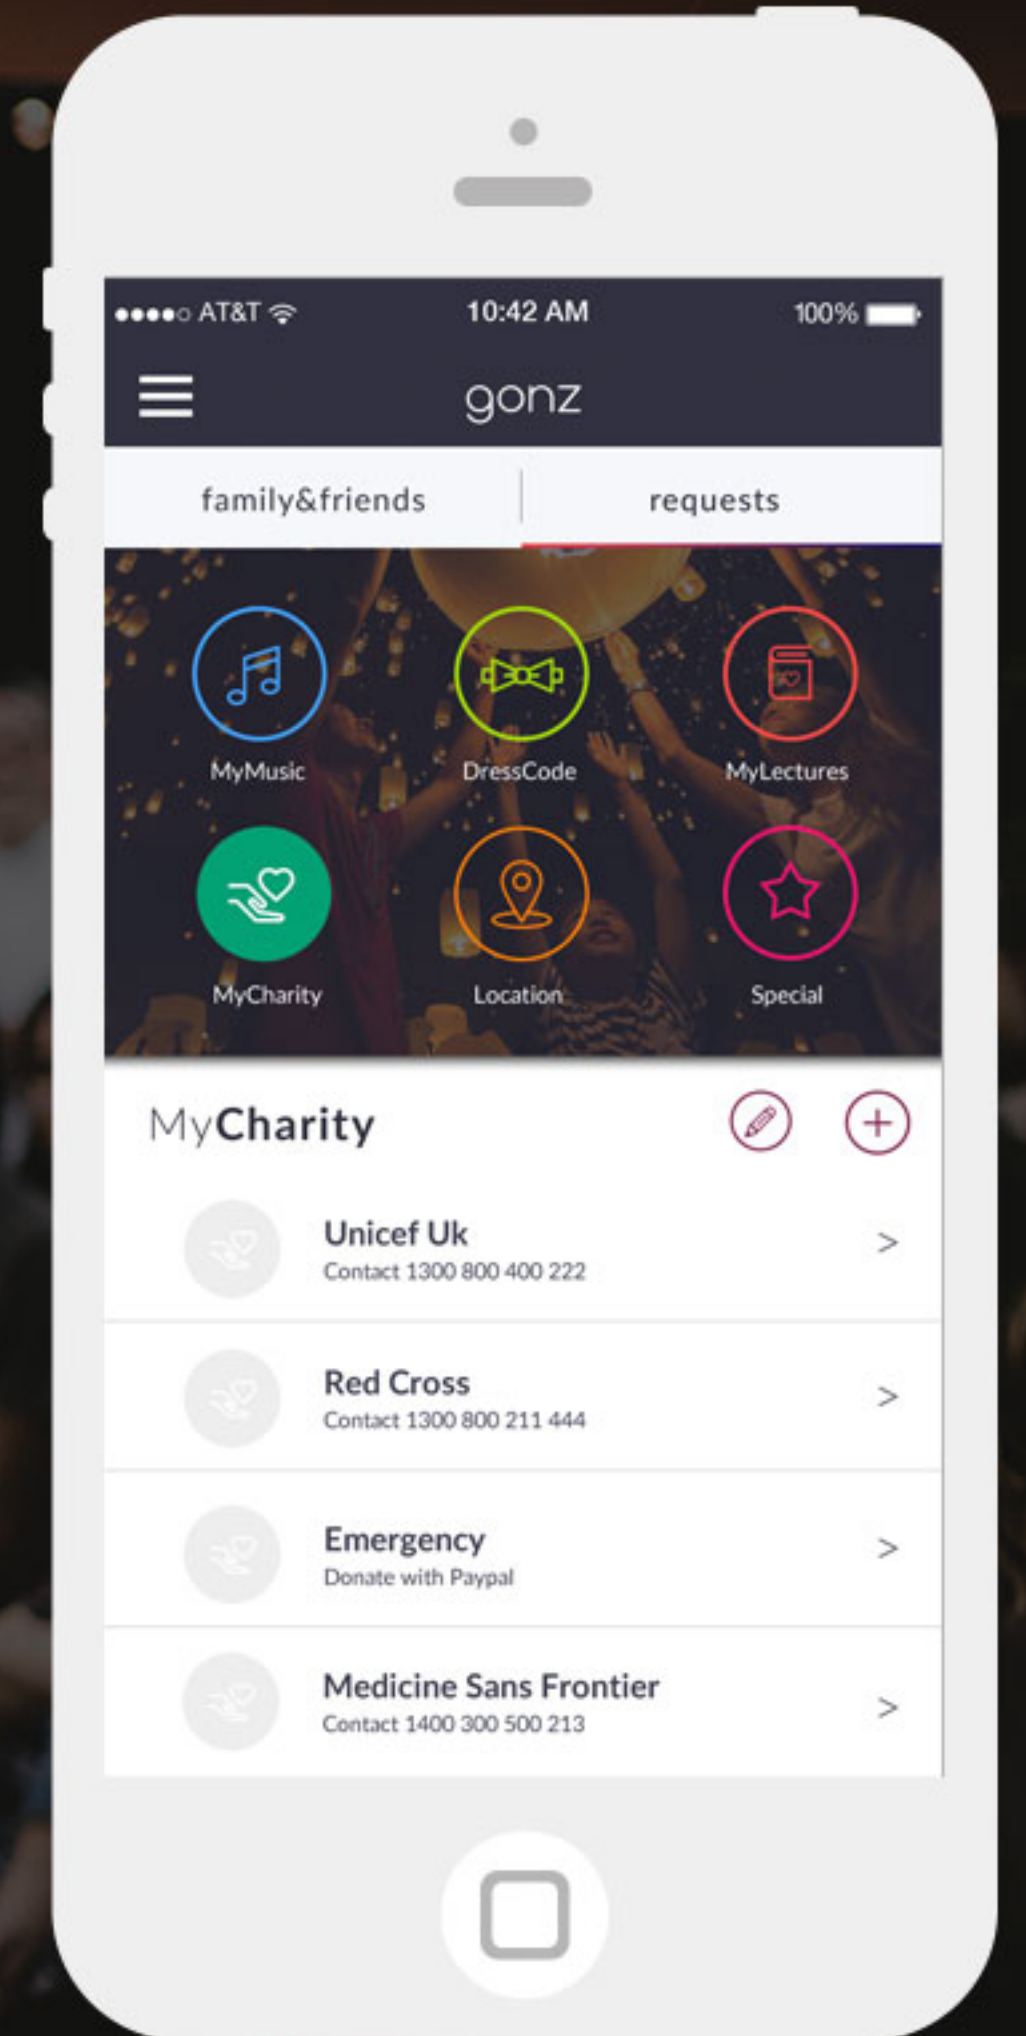 AT&T 10:42 AM 100%
gonz
family&friends requests
MyMusic DressCode MyLectures
MyCharity Location Special
MyCharity
Unicef Uk
Contact 1300 800 400 222
>
Red Cross
Contact 1300 800 211 444
>
Emergency
Donate with Paypal
>
Medicine Sans Frontier
Contact 1400 300 500 213
>